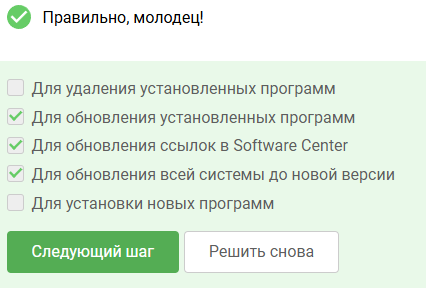 Правильно, молодец!
Для удаления установленных программ
Для обновления установленных программ
Для обновления ссылок в Software Center
Для обновления всей системы до новой версии
Для установки новых программ
Следующий шаг
Решить снова